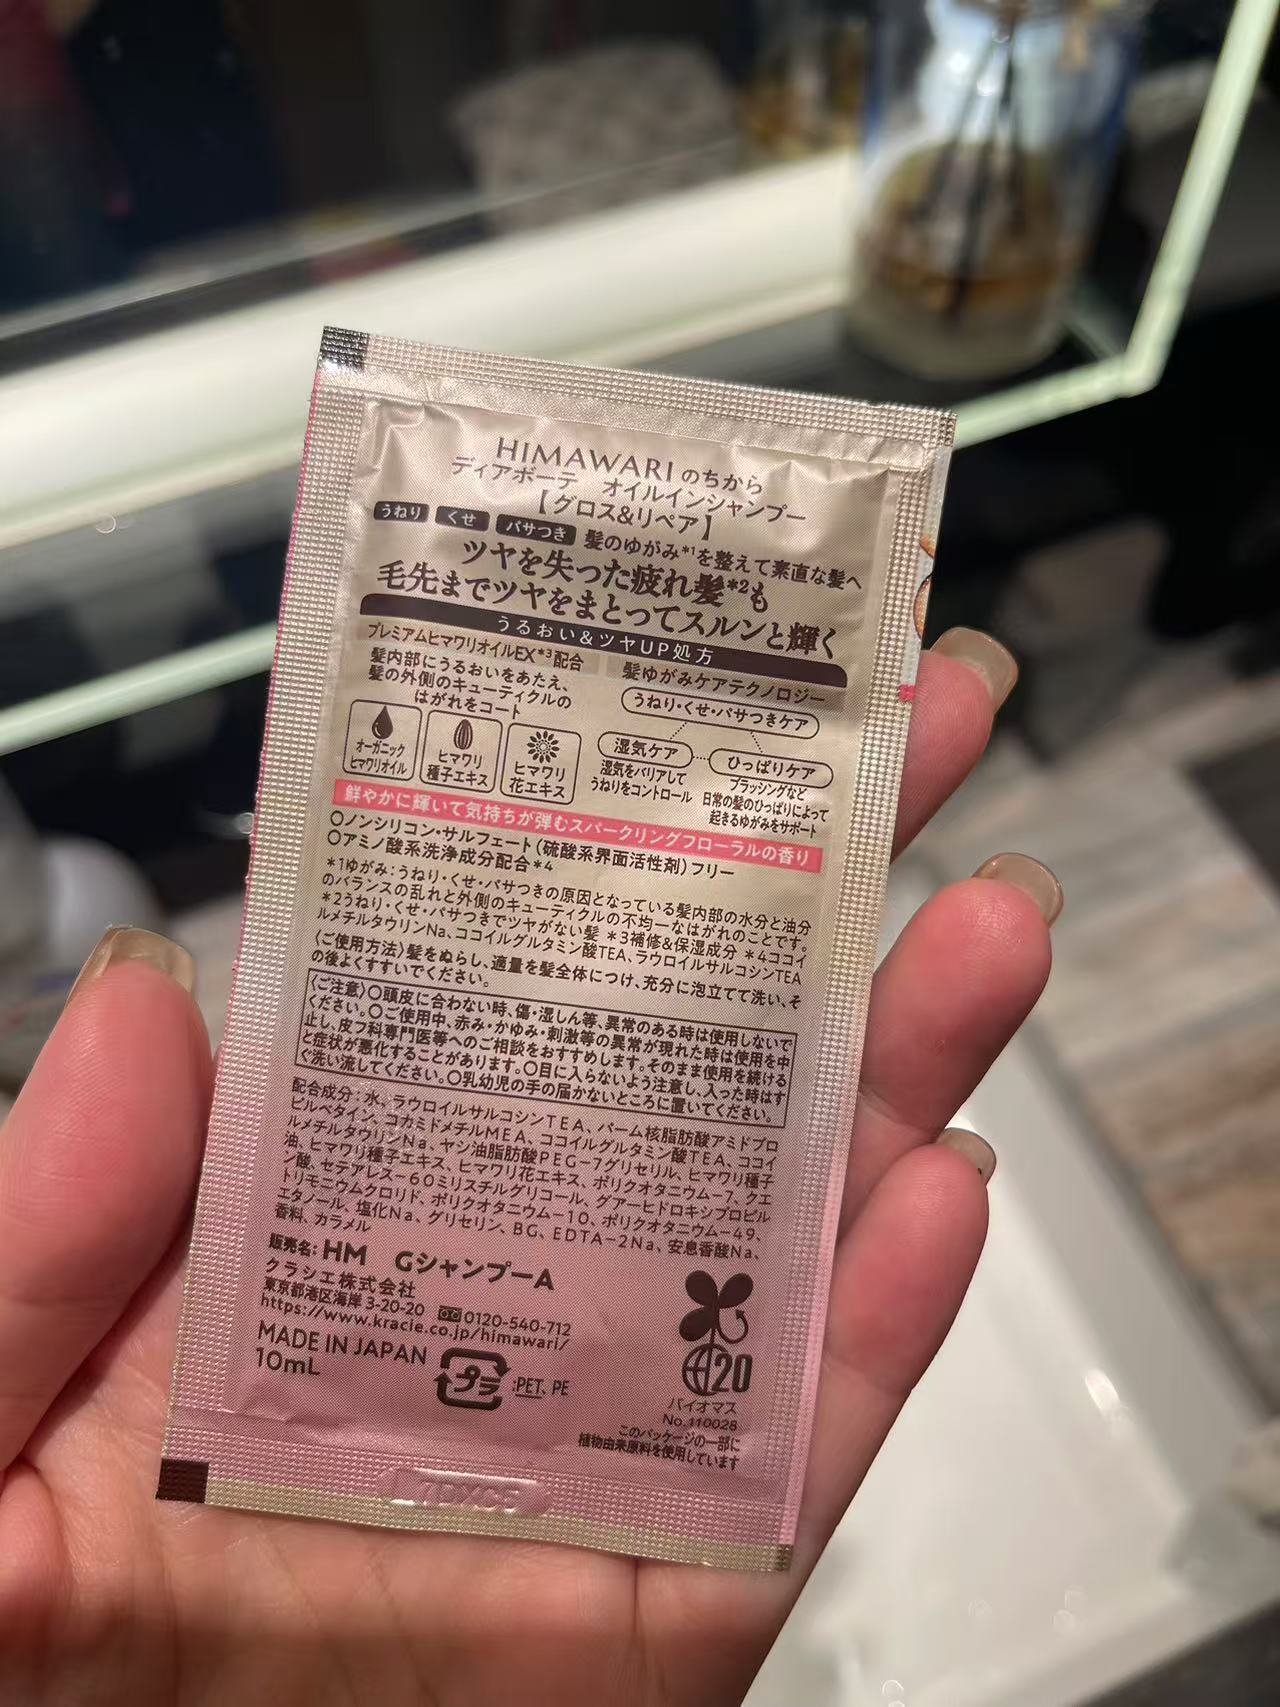 HIMAWARI のちから
ディアボーテ オイルインシャンプー
【グロス&リペア】
うねり くせ パサつき 髪のゆがみ*1を整えて素直な髪へ
ツヤを失った疲れ髪*2も
毛先までツヤをまとってスルンと輝く
うるおい&ツヤUP処方
プレミアムヒマワリオイルEX*3配合
髪内部にうるおいをあたえ、
髪の外側のキューティクルの
はがれをコート
オーガニック
ヒマワリオイル
ヒマワリ
種子エキス
ヒマワリ
花エキス
髪ゆがみケアテクノロジー
うねり・くせ・パサつきケア
湿気ケア
湿気をバリアして
うねりをコントロール
ひっぱりケア
ブラッシングなど
日常の髪のひっぱりによって
起きるゆがみをサポート
鮮やかに輝いて気持ちが弾むスパークリングフローラルの香り
〇ノンシリコン・サルフェート(硫酸系界面活性剤)フリー
〇アミノ酸系洗浄成分配合*4
*1ゆがみ:うねり・くせ・パサつきの原因となっている髪内部の水分と油分
のバランスの乱れと外側のキューティクルの不均一なはがれのことです。
*2うねり・くせ・パサつきでツヤがない髪 *3補修&保湿成分 *4ココイ
ルメチルタウリンNa、ココイルグルタミン酸TEA、ラウロイルサルコシンTEA
〈ご使用方法〉髪をぬらし、適量を髪全体につけ、充分に泡立てて洗い、そ
の後よくすすいでください。
〈ご注意〉〇頭皮に合わない時、傷・湿しん等、異常のある時は使用しないで
ください。〇ご使用中、赤み・かゆみ・刺激等の異常が現れた時は使用を中
止し、皮フ科専門医等へのご相談をおすすめします。そのまま使用を続ける
と症状が悪化することがあります。〇目に入らないよう注意し、入った時はす
ぐ洗い流してください。〇乳幼児の手の届かないところに置いてください。
配合成分:水、ラウロイルサルコシンTEA、パーム核脂肪酸アミドプロ
ピルベタイン、コカミドメチルMEA、ココイルグルタミン酸TEA、ココイ
ルメチルタウリンNa、ヤシ油脂肪酸PEG-7グリセリル、ヒマワリ種子
油、ヒマワリ種子エキス、ヒマワリ花エキス、ポリクオタニウム-7、クエ
ン酸、セテアレス-60ミリスチルグリコール、グアーヒドロキシプロピル
トリモニウムクロリド、ポリクオタニウム-10、ポリクオタニウム-49、
エタノール、塩化Na、グリセリン、BG、EDTA-2Na、安息香酸Na、
香料、カラメル
販売名:HM GシャンプーA
クラシエ株式会社
東京都港区海岸 3-20-20 0120-540-712
https://www.kracie.co.jp/himawari/
MADE IN JAPAN
10mL
プラ
:PET、PE
20
バイオマス
No.110028
このパッケージの一部に
植物由来原料を使用しています